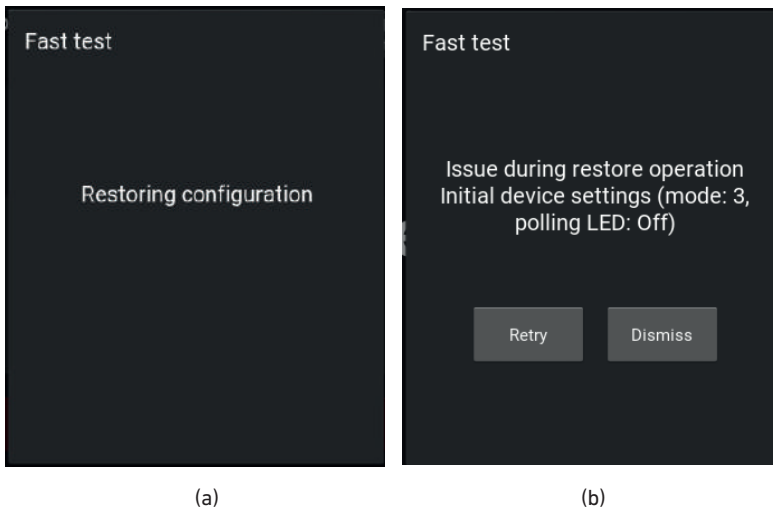 Fast test
Restoring configuration
(a)
Fast test
Issue during restore operation
Initial device settings (mode: 3,
polling LED: Off)
Retry
Dismiss
(b)